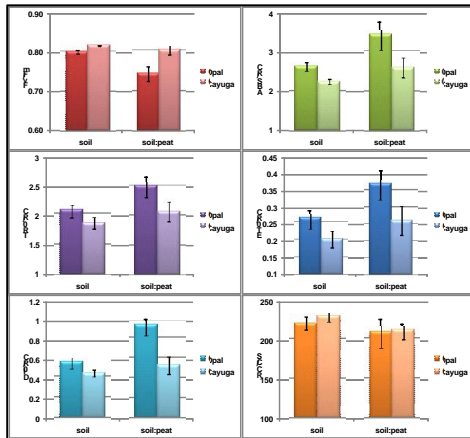 0.90
0.80
0.70
0.60
Opal
soil
soil:peat
4
3
2
1
Opal
Cayuga
soil
soil:peat
3
2.5
2
1.5
1
Opal
Cayuga
soil
soil:peat
0.45
0.4
0.35
0.3
0.25
0.2
0.15
0.1
Opal
Cayuga
soil
soil:peat
1.2
1
0.8
0.6
0.4
0.2
0
Opal
Cayuga
soil
soil:peat
250
200
150
100
Opal
Cayuga
soil
soil:peat